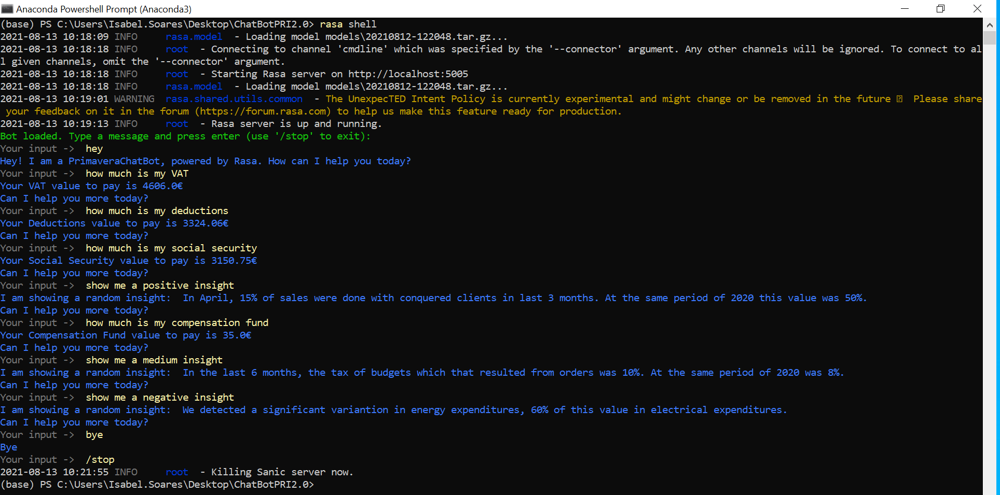 Anaconda Powershell Prompt (Anaconda3)
(base) PS C:\Users\Isabel.Soares\Desktop\ChatBotPRI2.0> rasa shell
2021-08-13 10:18:09 INFO     rasa.model  - Loading model models\20210812-122048.tar.gz...
2021-08-13 10:18:18 INFO     root  - Connecting to channel 'cmdline' which was specified by the '--connector' argument. Any other channels will be ignored. To connect to al
l given channels, omit the '--connector' argument.
2021-08-13 10:18:18 INFO     root  - Starting Rasa server on http://localhost:5005
2021-08-13 10:18:18 INFO     rasa.model  - Loading model models\20210812-122048.tar.gz...
2021-08-13 10:19:01 WARNING  rasa.shared.utils.common  - The UnexpecTED Intent Policy is currently experimental and might change or be removed in the future  Please share
 your feedback on it in the forum (https://forum.rasa.com) to help us make this feature ready for production.
2021-08-13 10:19:13 INFO     root  - Rasa server is up and running.
Bot loaded. Type a message and press enter (use '/stop' to exit):
Your input ->  hey
Hey! I am a PrimaveraChatBot, powered by Rasa. How can I help you today?
Your input ->  how much is my VAT
Your VAT value to pay is 4606.0€
Can I help you more today?
Your input ->  how much is my deductions
Your Deductions value to pay is 3324.06€
Can I help you more today?
Your input ->  how much is my social security
Your Social Security value to pay is 3150.75€
Can I help you more today?
Your input ->  show me a positive insight
I am showing a random insight:  In April, 15% of sales were done with conquered clients in last 3 months. At the same period of 2020 this value was 50%.
Can I help you more today?
Your input ->  how much is my compensation fund
Your Compensation Fund value to pay is 35.0€
Can I help you more today?
Your input ->  show me a medium insight
I am showing a random insight:  In the last 6 months, the tax of budgets which that resulted from orders was 10%. At the same period of 2020 was 8%.
Can I help you more today?
Your input ->  show me a negative insight
I am showing a random insight:  We detected a significant variantion in energy expenditures, 60% of this value in electrical expenditures.
Can I help you more today?
Your input ->  bye
Bye
Your input ->  /stop
2021-08-13 10:21:55 INFO     root  - Killing Sanic server now.
(base) PS C:\Users\Isabel.Soares\Desktop\ChatBotPRI2.0>